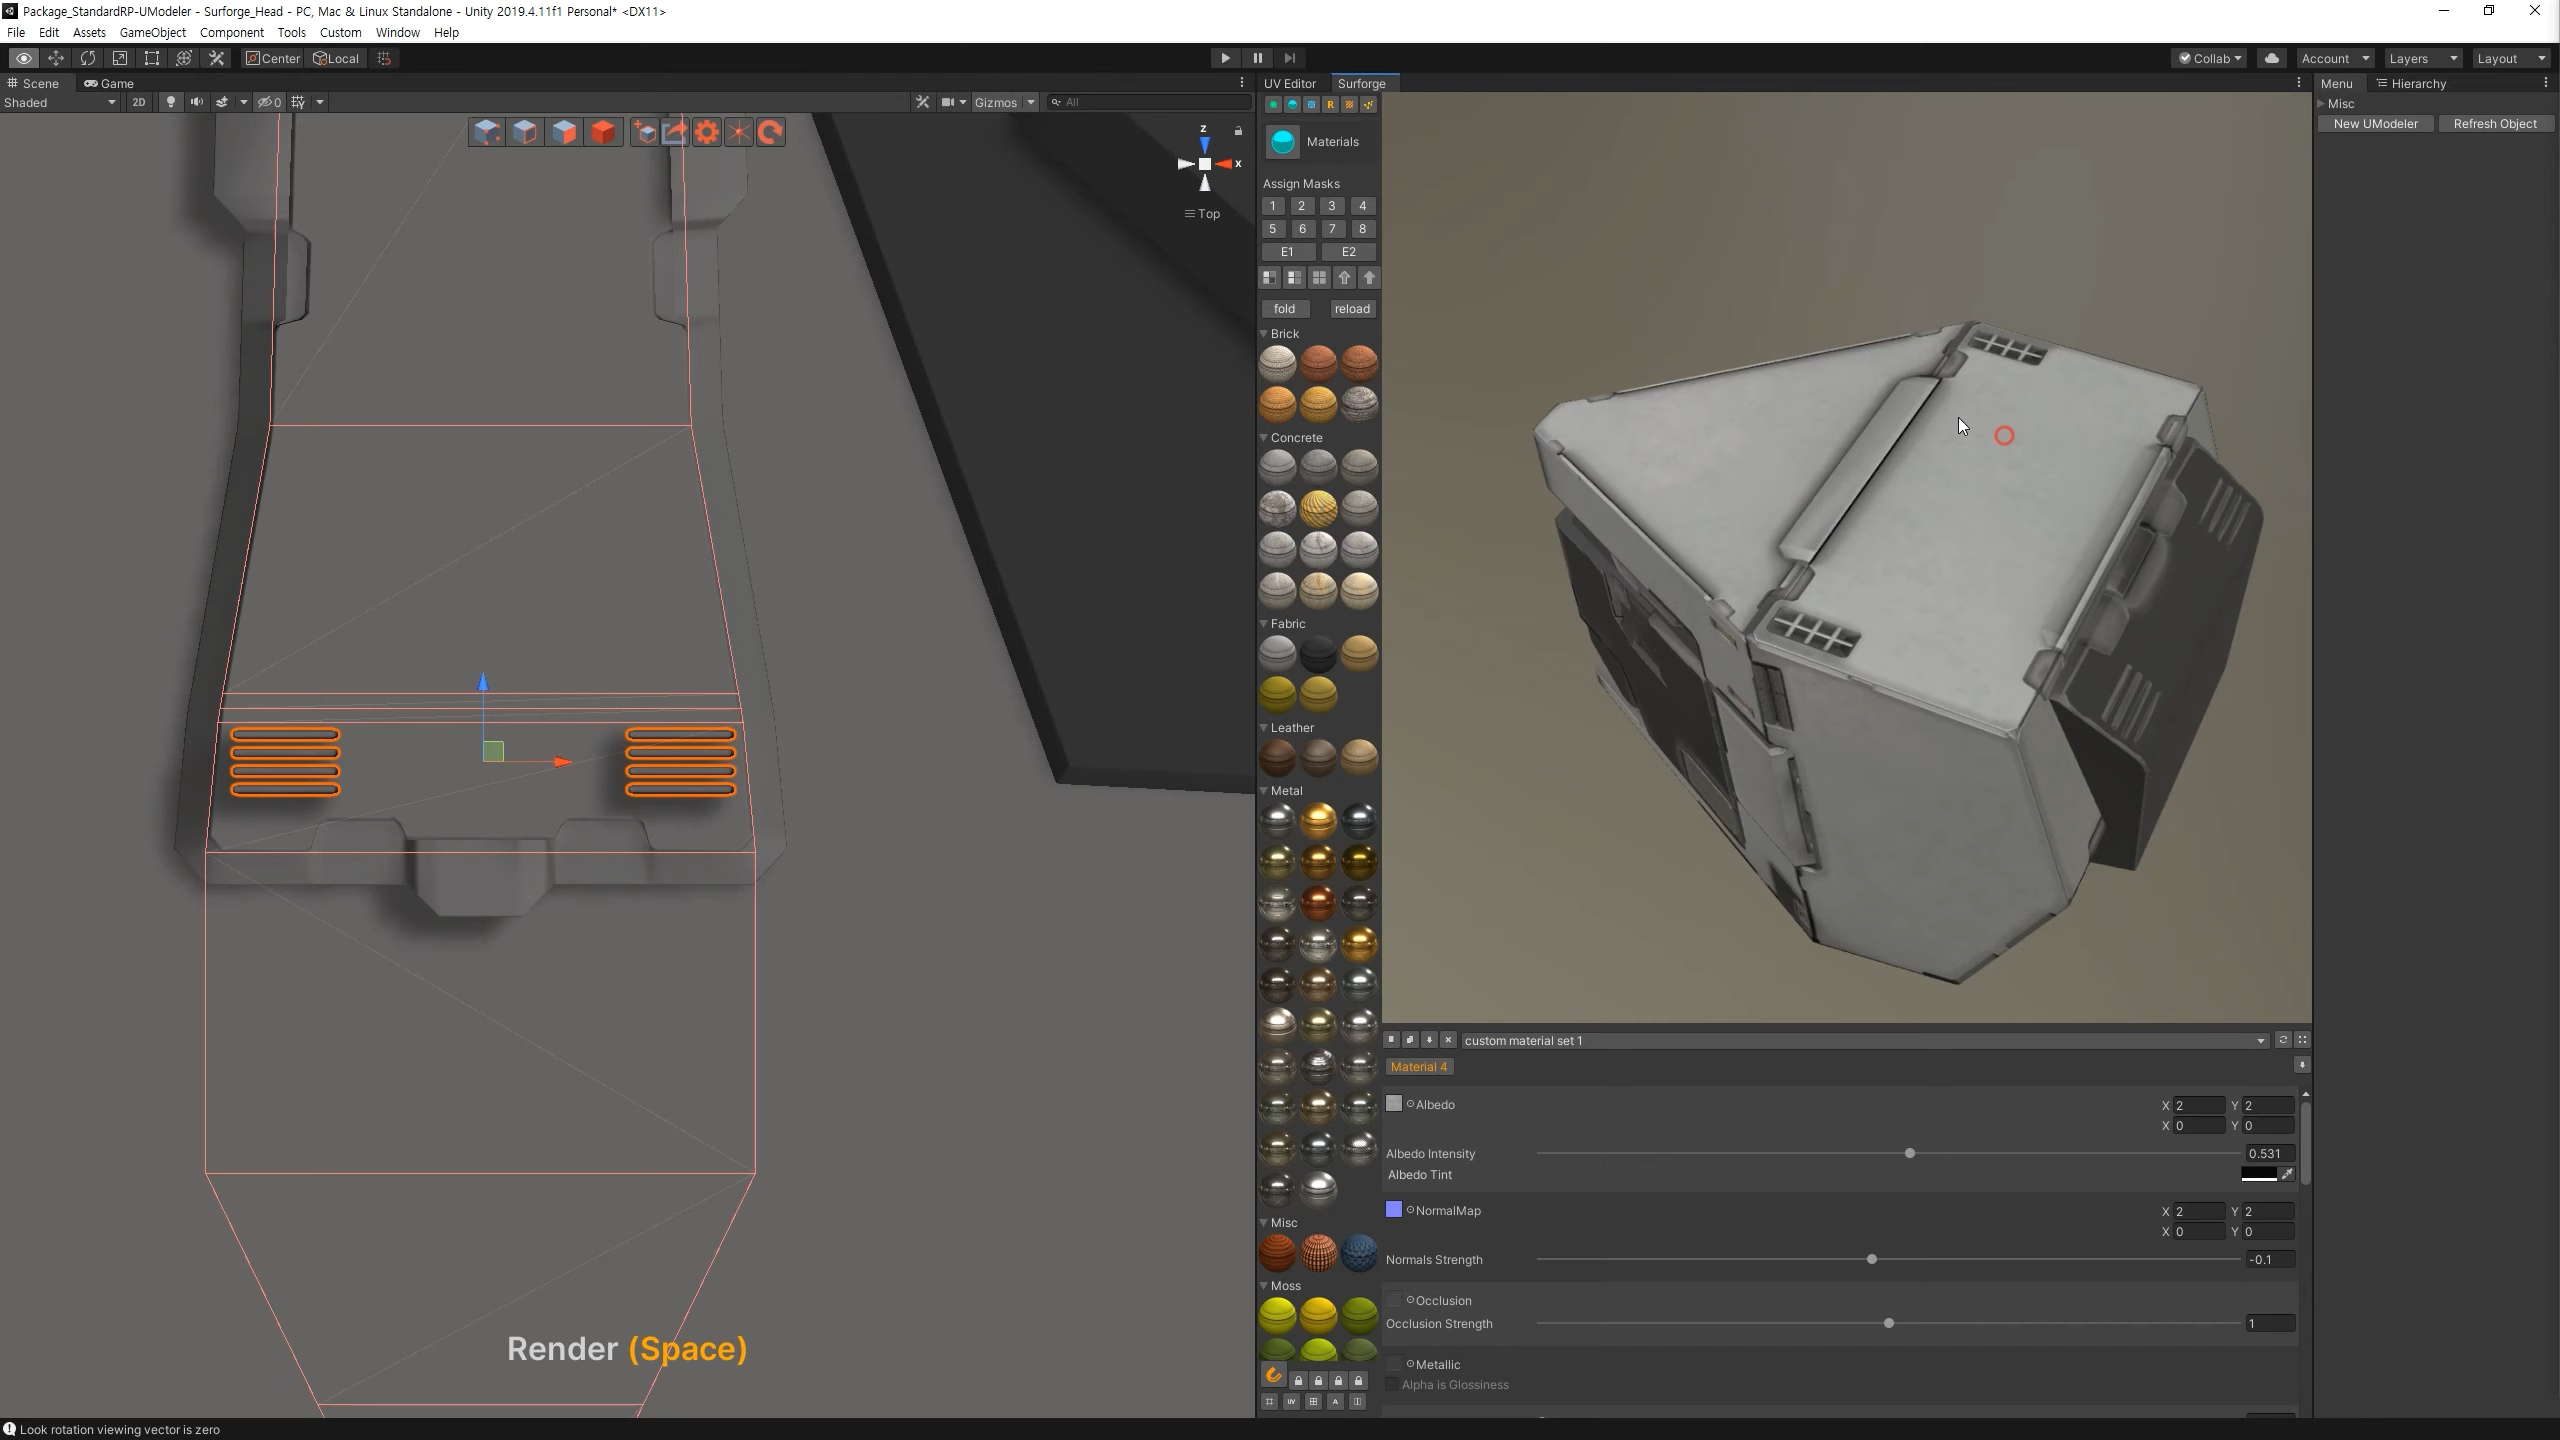 Package_StandardRP-UModeler - Surforge_Head - PC, Mac & Linux Standalone - Unity 2019.4.11f1 Personal* <DX11>
File Edit Assets GameObject Component Tools Custom Window Help
Center Local Collab Account Layers Layout
Scene Game UV Editor Surforge Menu Hierarchy
Shaded 2D 0 Gizmos All
Misc
New UModeler Refresh Object
z
x
Top
Materials
Assign Masks
1 2 3 4
5 6 7 8
E1 E2
fold reload
Brick
Concrete
Fabric
Leather
Metal
Misc
Moss
custom material set 1
Material 4
Albedo X 2 Y 2
X 0 Y 0
Albedo Intensity 0.531
Albedo Tint
NormalMap X 2 Y 2
X 0 Y 0
Normals Strength -0.1
Occlusion
Occlusion Strength 1
Metallic
Alpha is Glossiness
Render (Space)
R
UV
A
Look rotation viewing vector is zero